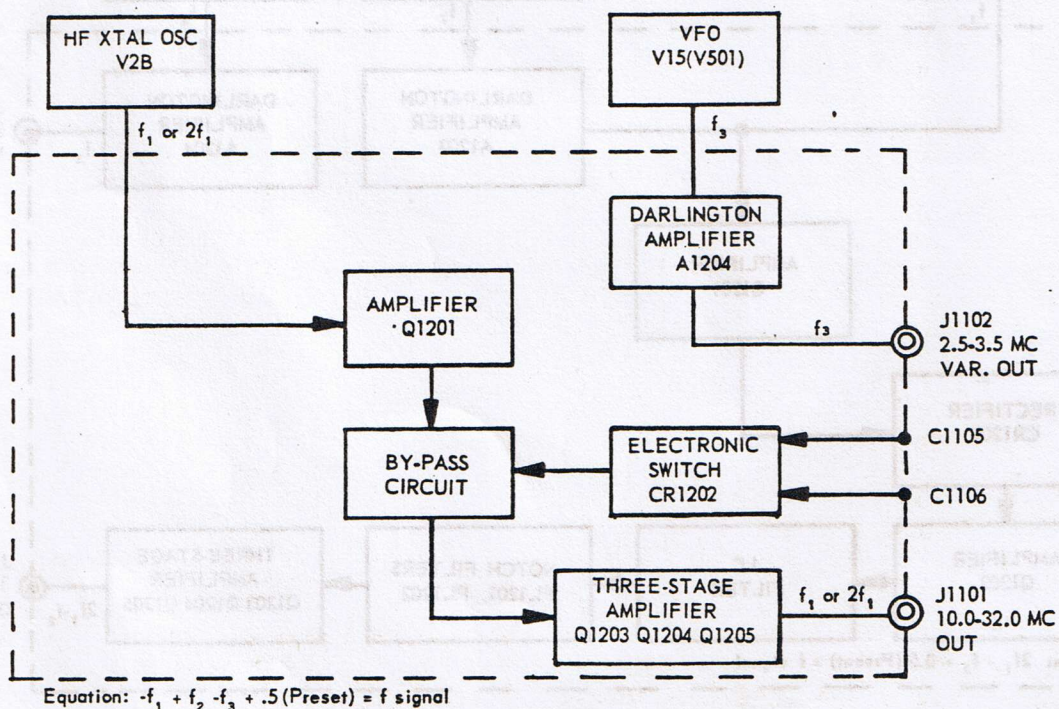 HF XTAL OSC
V2B
VFO
V15(V501)
f₁ or 2f₁
f₃
DARLINGTON
AMPLIFIER
A1204
AMPLIFIER
Q1201
f₃
J1102
2.5-3.5 MC
VAR. OUT
BY-PASS
CIRCUIT
ELECTRONIC
SWITCH
CR1202
C1105
C1106
THREE-STAGE
AMPLIFIER
Q1203 Q1204 Q1205
f₁ or 2f₁
J1101
10.0-32.0 MC
OUT
Equation: -f₁ + f₂ -f₃ + .5 (Preset) = f signal